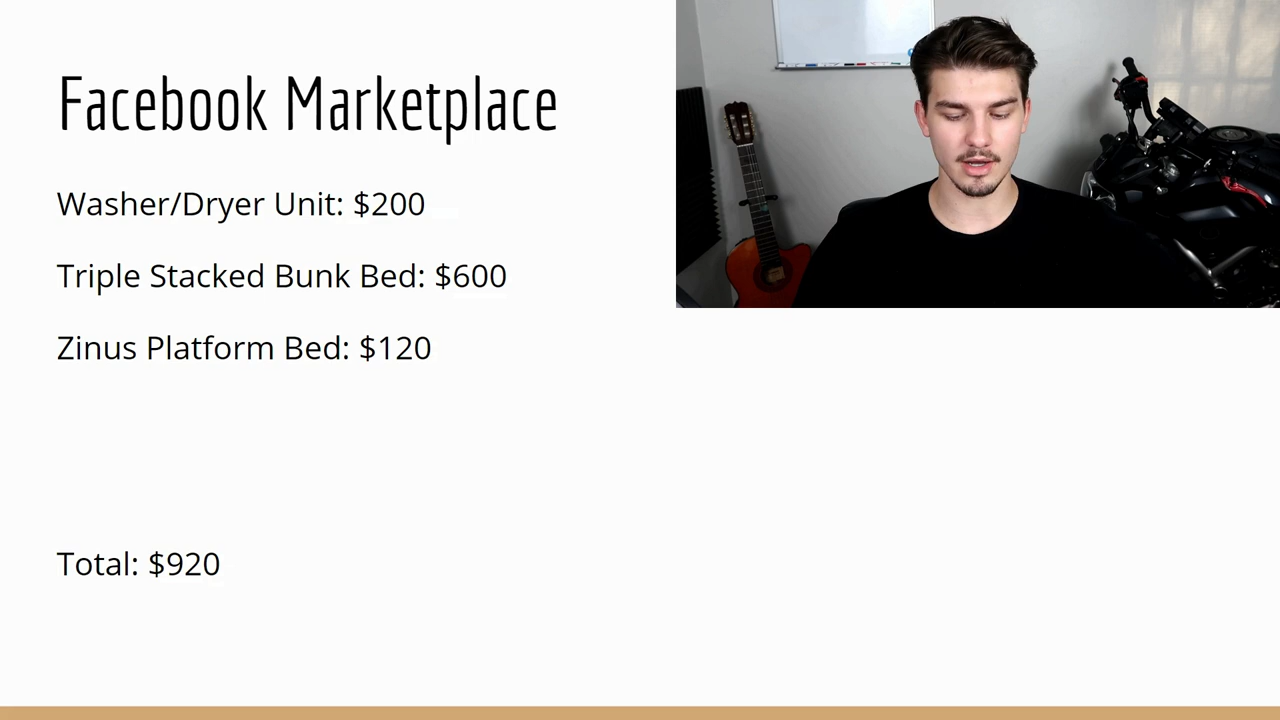 Facebook Marketplace
Washer/Dryer Unit: $200
Triple Stacked Bunk Bed: $600
Zinus Platform Bed: $120
Total: $920